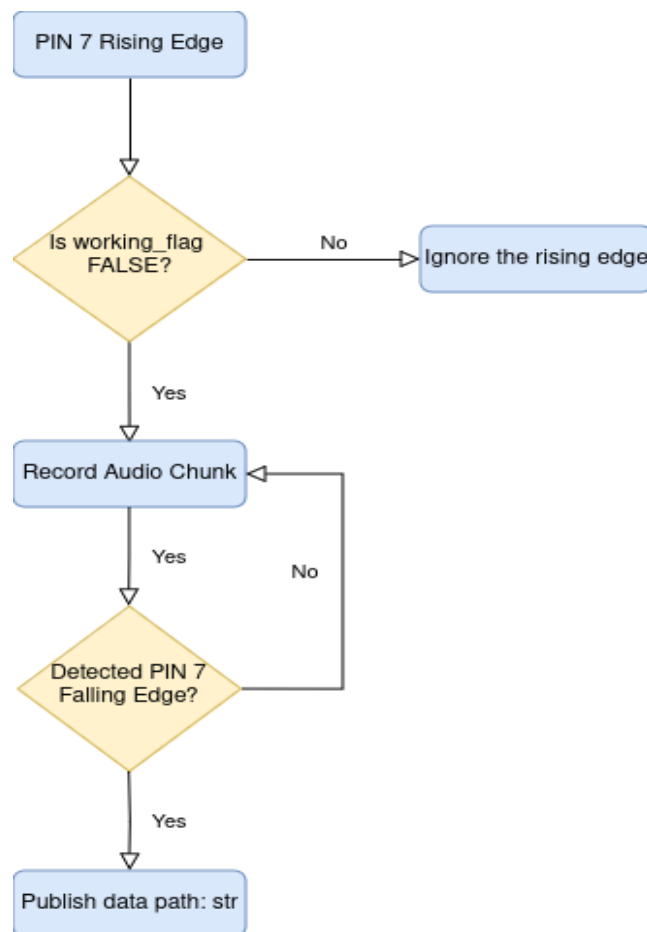 PIN 7 Rising Edge
Is working_flag
FALSE?
No
Ignore the rising edge
Yes
Record Audio Chunk
Yes
No
Detected PIN 7
Falling Edge?
Yes
Publish data path: str